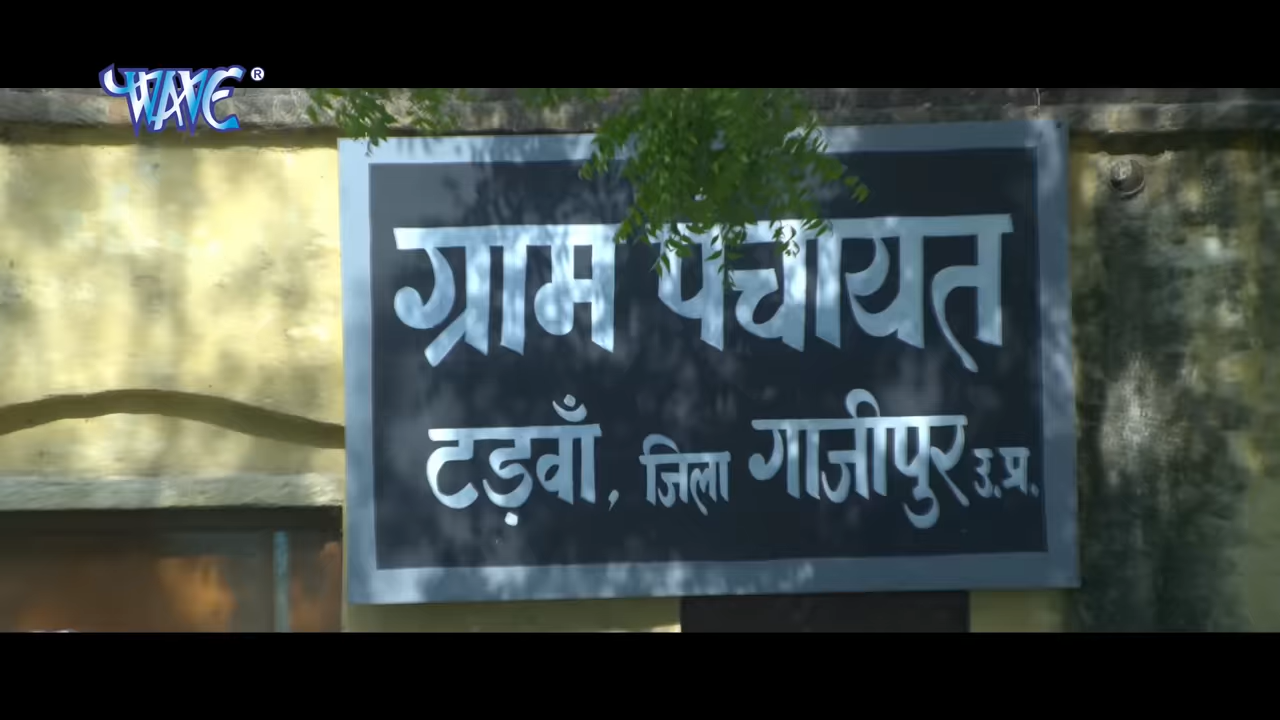 WAVE ®
ग्राम पंचायत
टड़वाँ, जिला गाजीपुर उ.प्र.